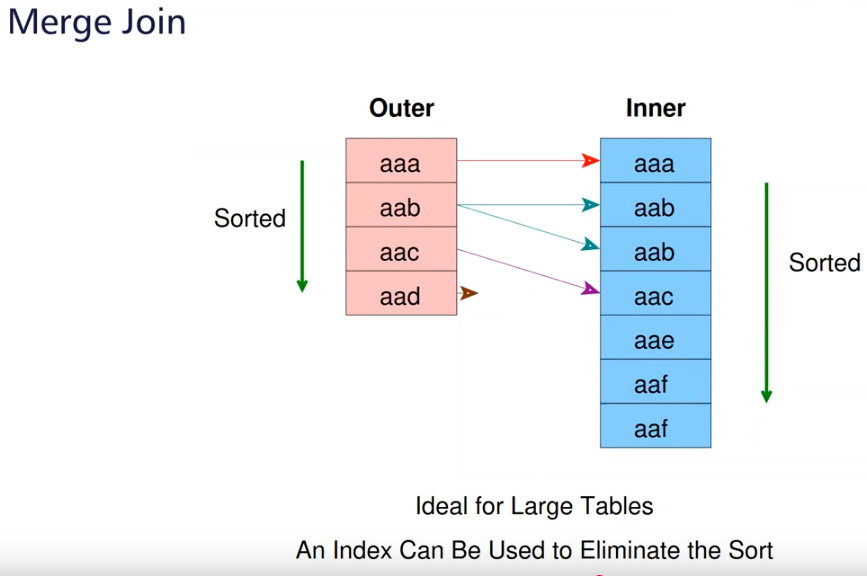 Merge Join
Outer
Inner
Sorted
aaa
aab
aac
aad
aaa
aab
aab
aac
aae
aaf
aaf
Sorted
Ideal for Large Tables
An Index Can Be Used to Eliminate the Sort